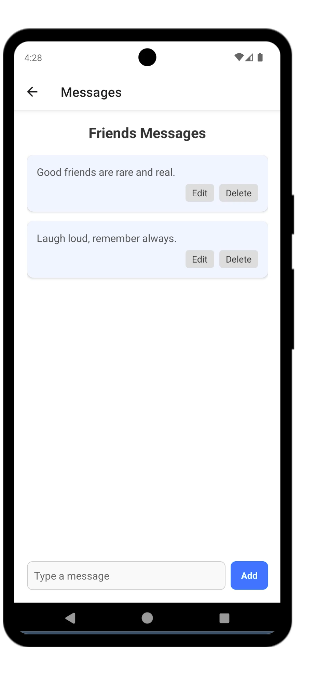 4:28
Messages
Friends Messages
Good friends are rare and real.
Edit Delete
Laugh loud, remember always.
Edit Delete
Type a message Add